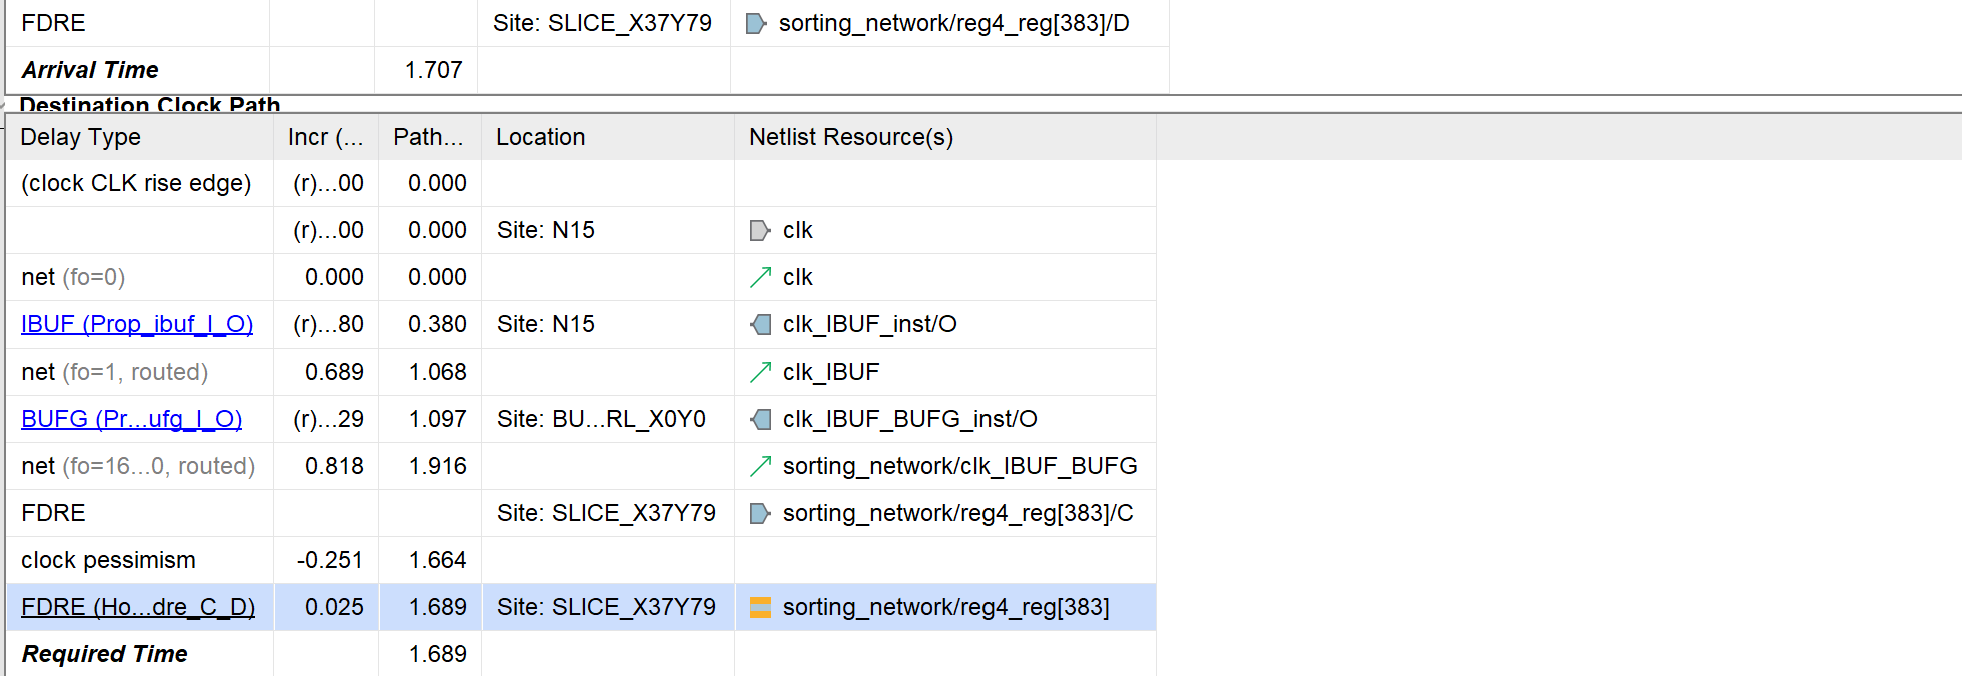 FDRE Site: SLICE_X37Y79 sorting_network/reg4_reg[383]/D
Arrival Time 1.707
Destination Clock Path
Delay Type Incr (... Path... Location Netlist Resource(s)
(clock CLK rise edge) (r)...00 0.000
(r)...00 0.000 Site: N15 clk
net (fo=0) 0.000 0.000 clk
IBUF (Prop_ibuf_I_O) (r)...80 0.380 Site: N15 clk_IBUF_inst/O
net (fo=1, routed) 0.689 1.068 clk_IBUF
BUFG (Pr...ufg_I_O) (r)...29 1.097 Site: BU...RL_X0Y0 clk_IBUF_BUFG_inst/O
net (fo=16...0, routed) 0.818 1.916 sorting_network/clk_IBUF_BUFG
FDRE Site: SLICE_X37Y79 sorting_network/reg4_reg[383]/C
clock pessimism -0.251 1.664
FDRE (Ho...dre_C_D) 0.025 1.689 Site: SLICE_X37Y79 sorting_network/reg4_reg[383]
Required Time 1.689